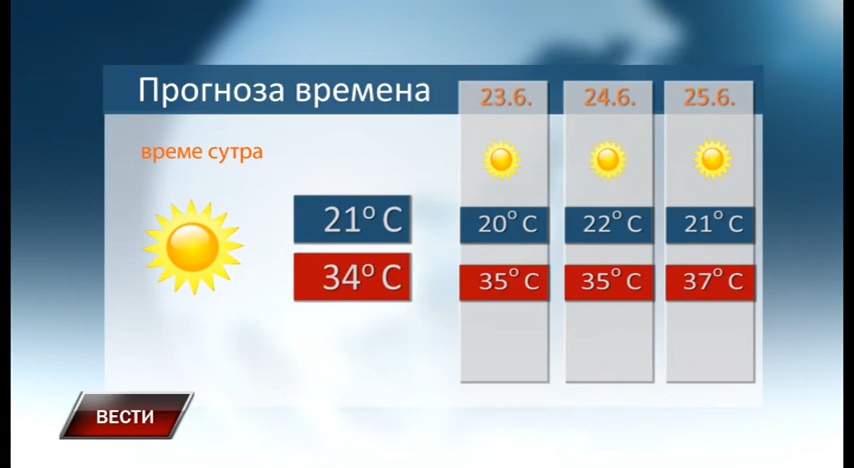 Прогноза времена
време сутра
21° C
34° C
23.6.
20° C
35° C
24.6.
22° C
35° C
25.6.
21° C
37° C
ВЕСТИ